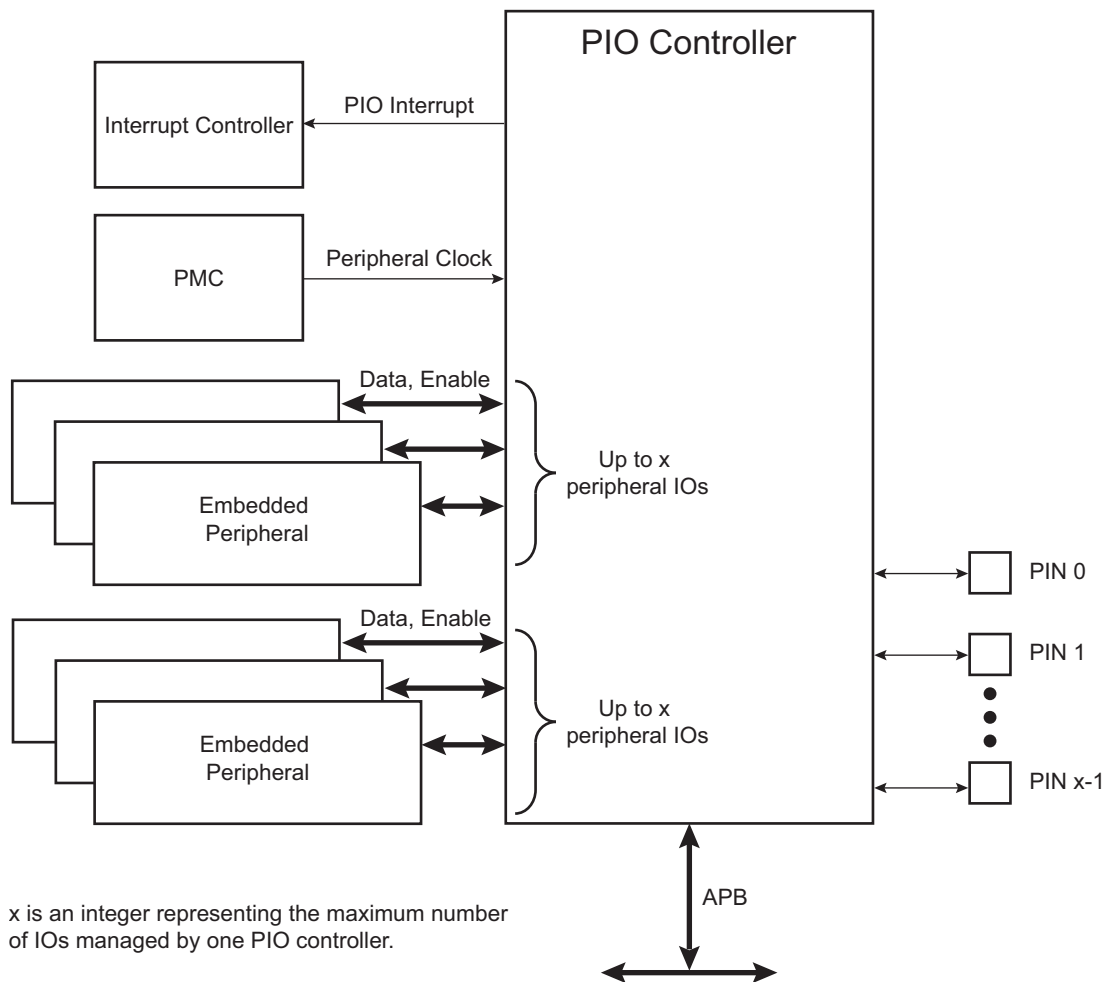 PIO Controller
PIO Interrupt
Interrupt Controller
Peripheral Clock
PMC
Data, Enable
Up to x
peripheral IOs
Embedded
Peripheral
PIN 0
Data, Enable
PIN 1
Up to x
peripheral IOs
Embedded
Peripheral
PIN x-1
APB
x is an integer representing the maximum number
of IOs managed by one PIO controller.